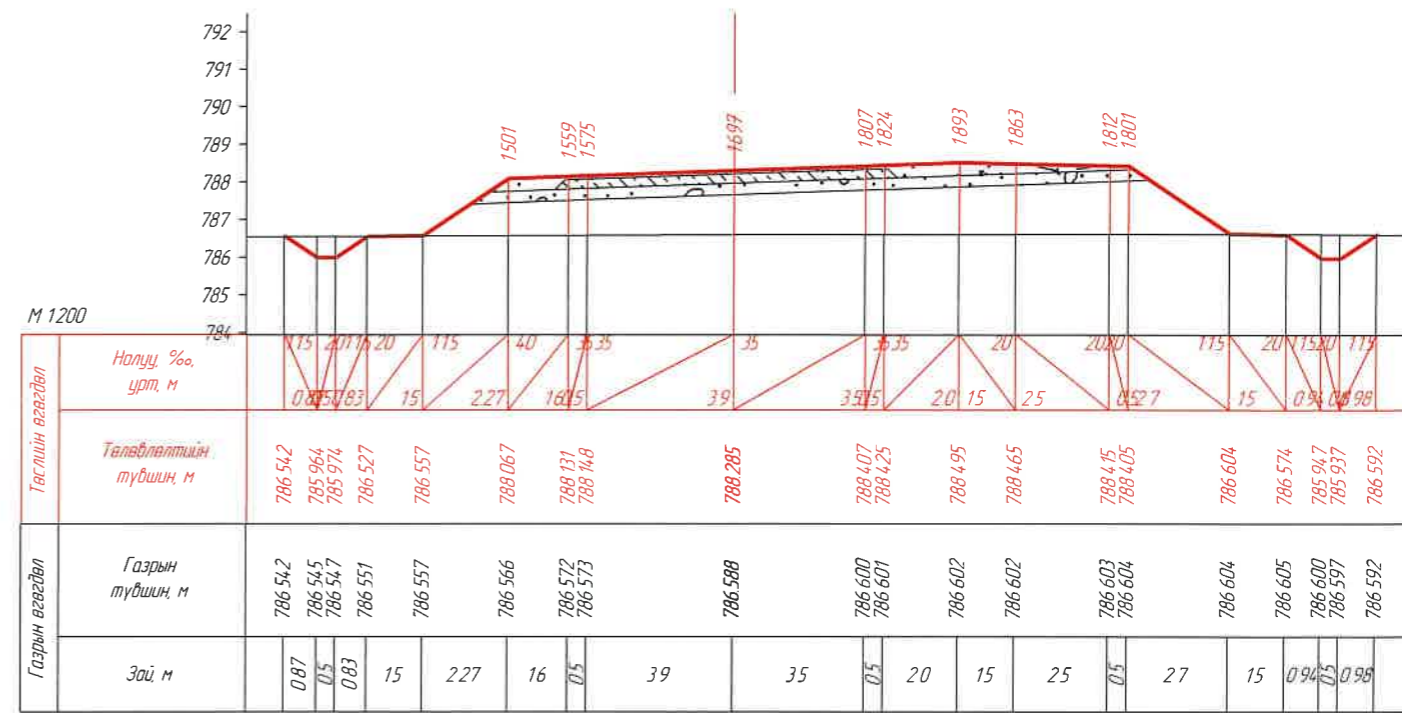 792
791
790
789
788
787
786
785
784
1501 1559 1575 1697 1807 1824 1893 1863 1812 1801
М 1200
Төслийн өгөгдөл
Налуу, ‰,
урт, м
115 20 115 20 115 40 35 35 35 35 20 20 115 20 115 20 115
0.83 15 2.27 16 0.5 39 35 0.5 20 15 25 0.5 27 15 0.94 0.98
Төлөвлөлтийн
түвшин, м
786 542 785 964 785 974 786 527 786 557 788 067 788 131 788 148 788.285 788 407 788 425 788 495 788 465 788 415 788 405 786 604 786 574 785 947 785 937 786 592
Газрын өгөгдөл
Газрын
түвшин, м
786 542 786 545 786 547 786 551 786 557 786 566 786 572 786 573 786.588 786 600 786 601 786 602 786 602 786 603 786 604 786 604 786 605 786 600 786 597 786 592
Зай, м
0.87 0.5 0.83 15 2.27 16 0.5 39 35 0.5 20 15 25 0.5 27 15 0.94 0.5 0.98